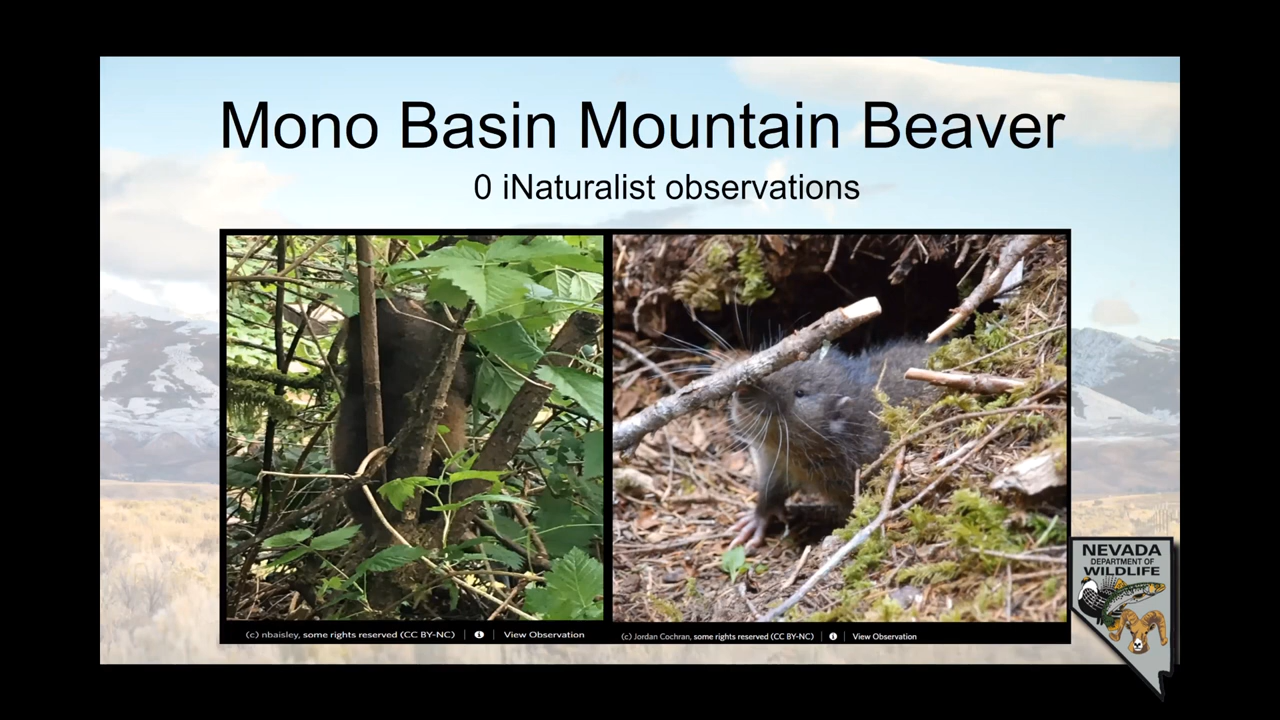 Mono Basin Mountain Beaver
0 iNaturalist observations
(c) nbaisley, some rights reserved (CC BY-NC) | i View Observation
(c) Jordan Cochran, some rights reserved (CC BY-NC) | i View Observation
NEVADA
DEPARTMENT OF
WILDLIFE